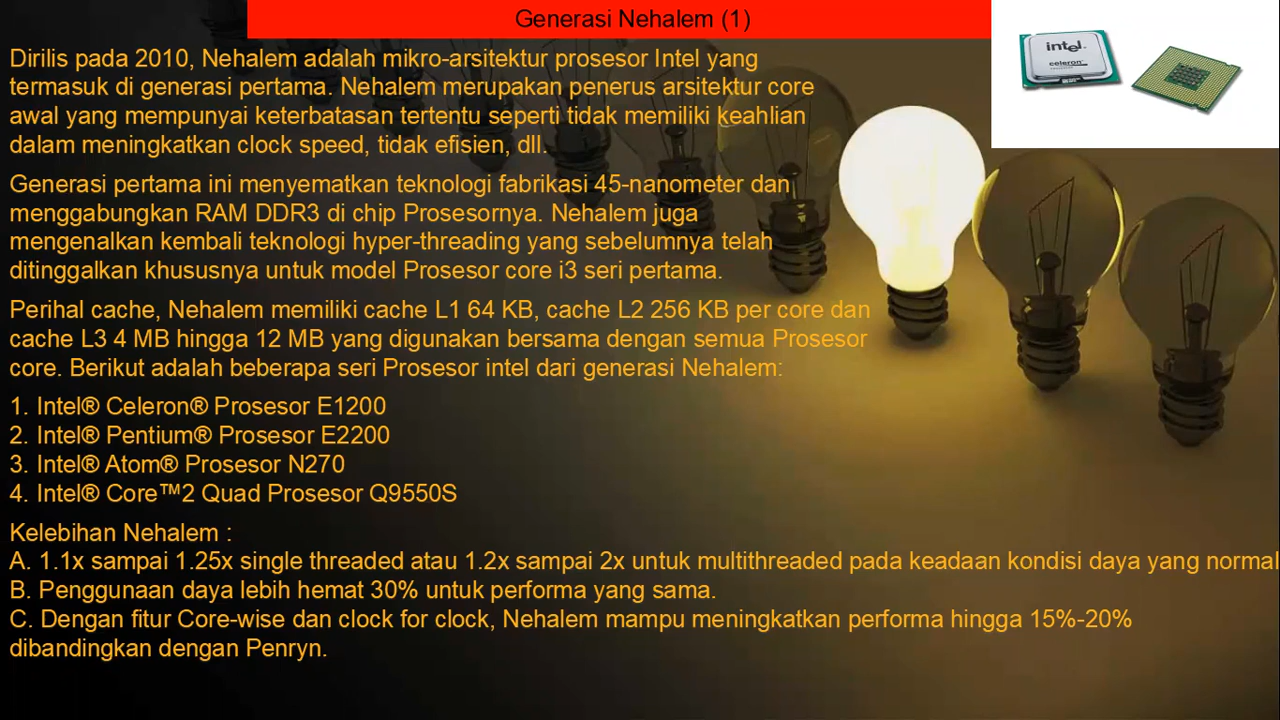 Generasi Nehalem (1)
intel
celeron
Dirilis pada 2010, Nehalem adalah mikro-arsitektur prosesor Intel yang
termasuk di generasi pertama. Nehalem merupakan penerus arsitektur core
awal yang mempunyai keterbatasan tertentu seperti tidak memiliki keahlian
dalam meningkatkan clock speed, tidak efisien, dll.
Generasi pertama ini menyematkan teknologi fabrikasi 45-nanometer dan
menggabungkan RAM DDR3 di chip Prosesornya. Nehalem juga
mengenalkan kembali teknologi hyper-threading yang sebelumnya telah
ditinggalkan khususnya untuk model Prosesor core i3 seri pertama.
Perihal cache, Nehalem memiliki cache L1 64 KB, cache L2 256 KB per core dan
cache L3 4 MB hingga 12 MB yang digunakan bersama dengan semua Prosesor
core. Berikut adalah beberapa seri Prosesor intel dari generasi Nehalem:
1. Intel® Celeron® Prosesor E1200
2. Intel® Pentium® Prosesor E2200
3. Intel® Atom® Prosesor N270
4. Intel® Core™2 Quad Prosesor Q9550S
Kelebihan Nehalem :
A. 1.1x sampai 1.25x single threaded atau 1.2x sampai 2x untuk multithreaded pada keadaan kondisi daya yang normal
B. Penggunaan daya lebih hemat 30% untuk performa yang sama.
C. Dengan fitur Core-wise dan clock for clock, Nehalem mampu meningkatkan performa hingga 15%-20%
dibandingkan dengan Penryn.